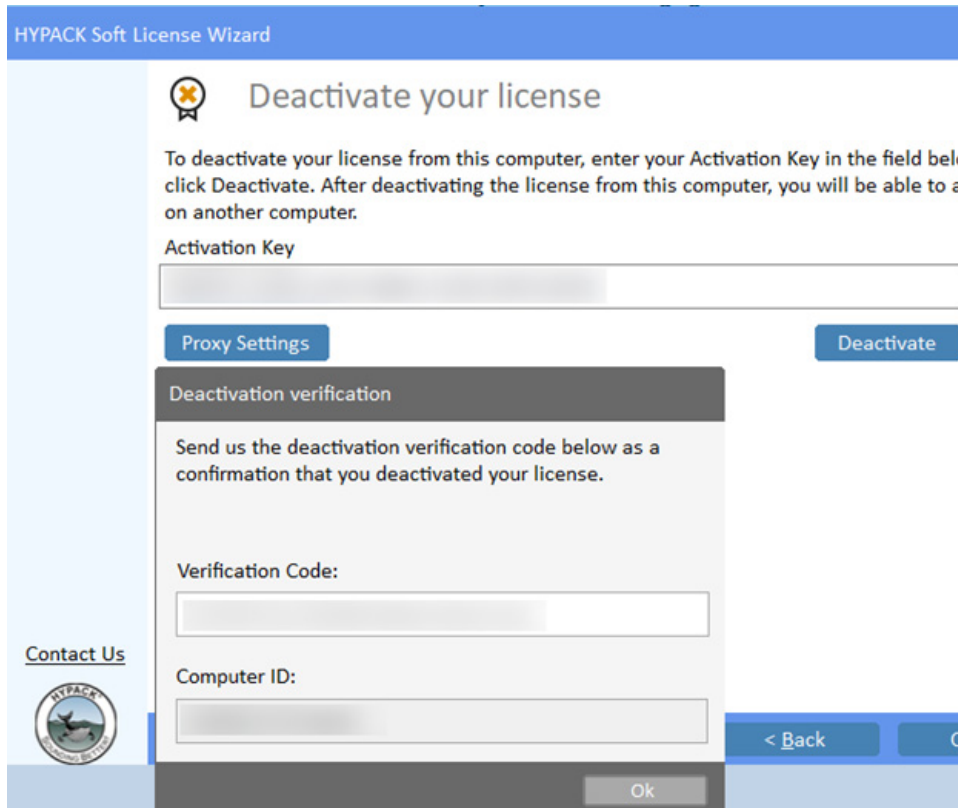 HYPACK Soft License Wizard
Deactivate your license
To deactivate your license from this computer, enter your Activation Key in the field
click Deactivate. After deactivating the license from this computer, you will be able to
on another computer.
Activation Key
Proxy Settings
Deactivate
Deactivation verification
Send us the deactivation verification code below as a
confirmation that you deactivated your license.
Verification Code:
Contact Us
Computer ID:
HYPACK
SOUNDING BETTER!
< Back
Ok